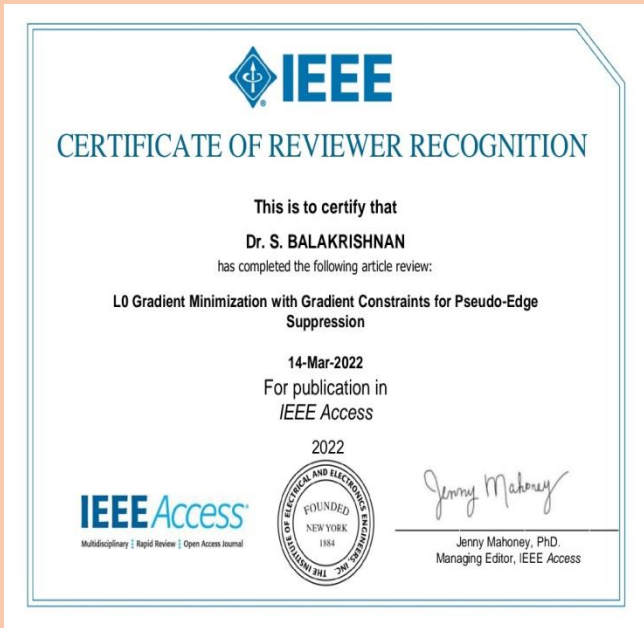 IEEE
CERTIFICATE OF REVIEWER RECOGNITION
This is to certify that
Dr. S. BALAKRISHNAN
has completed the following article review:
L0 Gradient Minimization with Gradient Constraints for Pseudo-Edge
Suppression
14-Mar-2022
For publication in
IEEE Access
2022
IEEE Access
Multidisciplinary Rapid Review Open Access Journal
THE INSTITUTE OF ELECTRICAL AND ELECTRONICS ENGINEERS, INC.
FOUNDED
NEW YORK
1884
Jenny Mahoney
Jenny Mahoney, PhD.
Managing Editor, IEEE Access